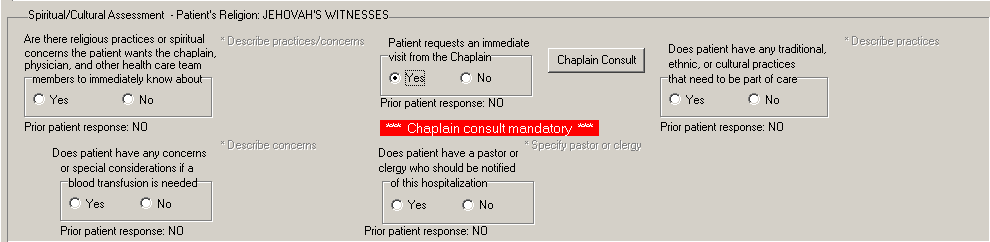 Spiritual/Cultural Assessment - Patient's Religion: JEHOVAH'S WITNESSES
Are there religious practices or spiritual
concerns the patient wants the chaplain,
physician, and other health care team
members to immediately know about
* Describe practices/concerns
Yes No
Prior patient response: NO
Patient requests an immediate
visit from the Chaplain
Yes No
Chaplain Consult
Prior patient response: NO
*** Chaplain consult mandatory ***
Does patient have any traditional,
ethnic, or cultural practices
that need to be part of care
* Describe practices
Yes No
Prior patient response: NO
Does patient have any concerns
or special considerations if a
blood transfusion is needed
* Describe concerns
Yes No
Prior patient response: NO
Does patient have a pastor or
clergy who should be notified
of this hospitalization
* Specify pastor or clergy
Yes No
Prior patient response: NO